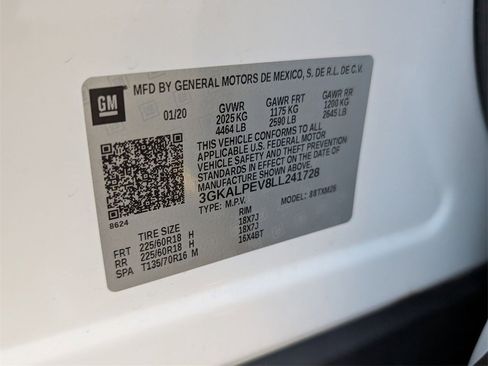 MFD BY GENERAL MOTORS DE MEXICO, S. DE R.L. DE C.V.
GM
01/20
GVWR GAWR FRT GAWR RR
2025 KG 1175 KG 1200 KG
4464 LB 2590 LB 2645 LB
THIS VEHICLE CONFORMS TO ALL
APPLICABLE U.S. FEDERAL MOTOR
VEHICLE SAFETY AND THEFT PREVENTION
STANDARDS IN EFFECT ON THE DATE OF
MANUFACTURE SHOWN ABOVE.
3GKALPEV8LL241728
TYPE: M.P.V. MODEL: 88TXM26
8624
TIRE SIZE RIM
FRT 225/60R18 H 18X7J
RR 225/60R18 H 18X7J
SPA T135/70R16 M 16X4BT